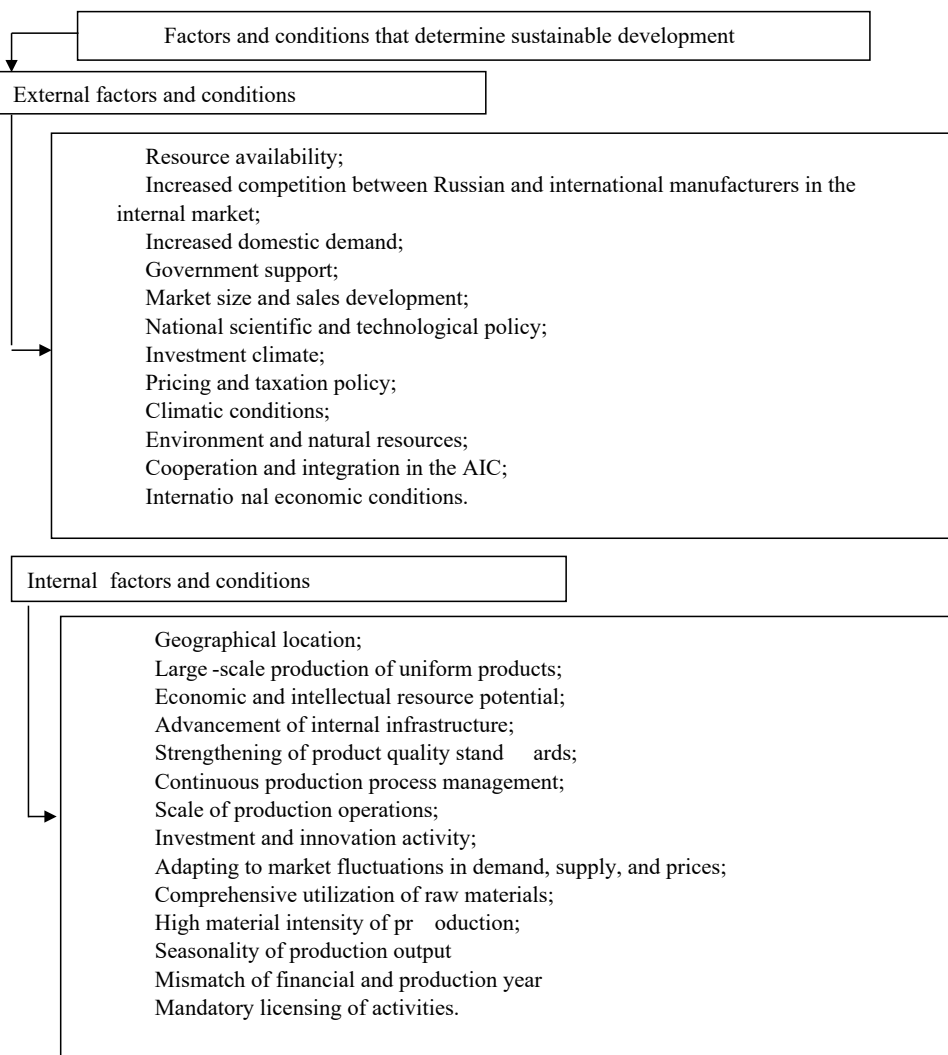 Factors and conditions that determine sustainable development
External factors and conditions
Resource availability;
Increased competition between Russian and international manufacturers in the
internal market;
Increased domestic demand;
Government support;
Market size and sales development;
National scientific and technological policy;
Investment climate;
Pricing and taxation policy;
Climatic conditions;
Environment and natural resources;
Cooperation and integration in the AIC;
Internatio nal economic conditions.
Internal factors and conditions
Geographical location;
Large -scale production of uniform products;
Economic and intellectual resource potential;
Advancement of internal infrastructure;
Strengthening of product quality stand ards;
Continuous production process management;
Scale of production operations;
Investment and innovation activity;
Adapting to market fluctuations in demand, supply, and prices;
Comprehensive utilization of raw materials;
High material intensity of pr oduction;
Seasonality of production output
Mismatch of financial and production year
Mandatory licensing of activities.